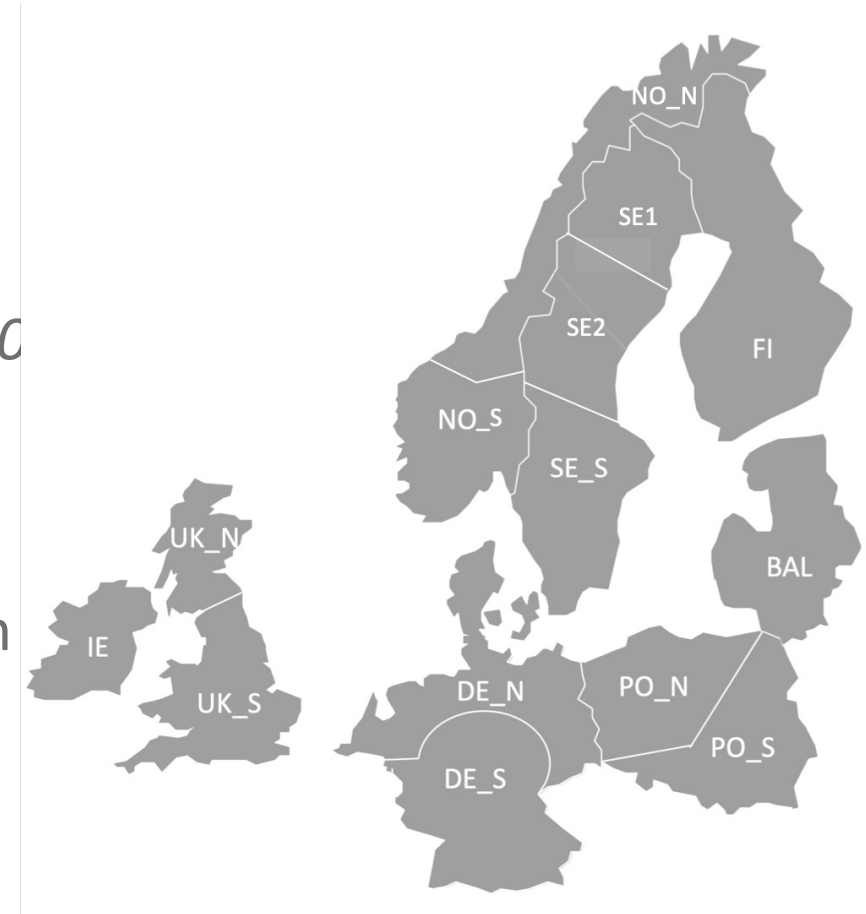 NO_N
SE1
SE2
FI
NO_S
SE_S
UK_N
BAL
IE
UK_S
DE_N
PO_N
PO_S
DE_S